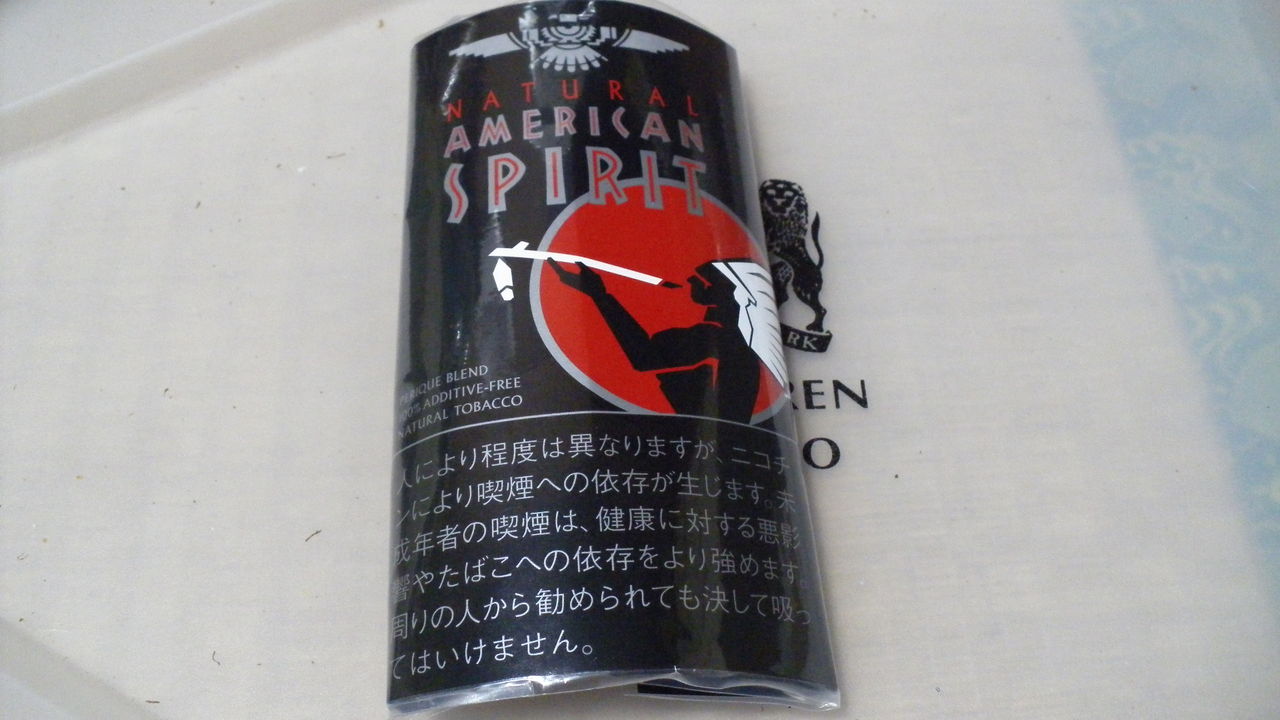 NATURAL
AMERICAN
SPIRIT
PERIQUE BLEND
100% ADDITIVE-FREE
NATURAL TOBACCO
人により程度は異なりますが、ニコチ
ンにより喫煙への依存が生じます。未
成年者の喫煙は、健康に対する悪影
響やたばこへの依存をより強めます。
周りの人から勧められても決して吸っ
てはいけません。
RK
REN
O